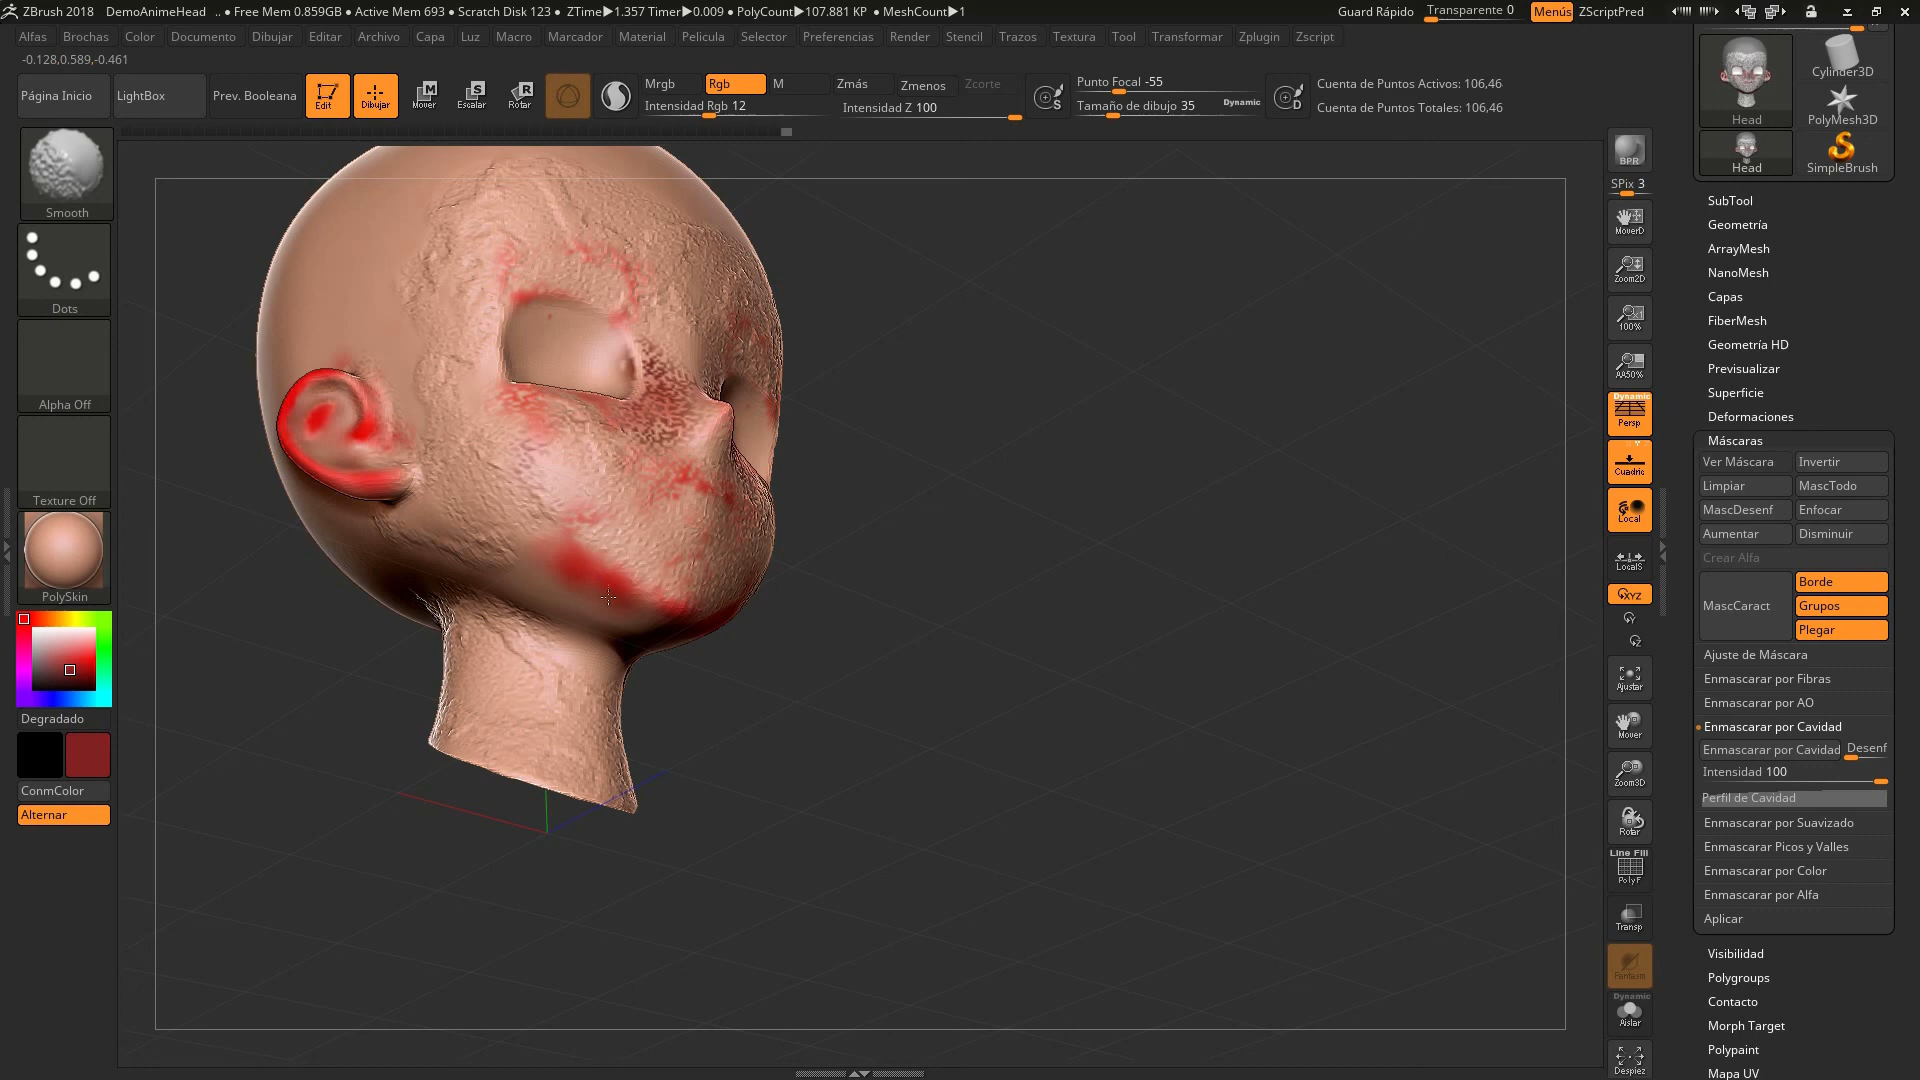 ZBrush 2018 DemoAnimeHead .. • Free Mem 0.859GB • Active Mem 693 • Scratch Disk 123 • ZTime▶1.357 Timer▶0.009 • PolyCount▶107.881 KP • MeshCount▶1 Guard Rápido Transparente 0 Menús ZScriptPred
Alfas Brochas Color Documento Dibujar Editar Archivo Capa Luz Macro Marcador Material Pelicula Selector Preferencias Render Stencil Trazos Textura Tool Transformar Zplugin Zscript
-0.128,0.589,-0.461
Página Inicio LightBox Prev. Booleana Edit Dibujar Mover Escalar Rotar
Mrgb Rgb M Zmás Zmenos Zcorte
Intensidad Rgb 12 Intensidad Z 100
Punto Focal -55
Tamaño de dibujo 35 Dynamic
Cuenta de Puntos Activos: 106,46
Cuenta de Puntos Totales: 106,46
Smooth
Dots
Alpha Off
Texture Off
PolySkin
Degradado
ConmColor
Alternar
BPR
SPix 3
MoverD
Zoom2D
100%
AA50%
Dynamic
Persp
Cuadric
Local
LocalS
XYZ
Y
Z
Ajustar
Mover
Zoom3D
Rotar
Line Fill
PolyF
Transp
Fantasm
Dynamic
Aislar
Despiez
Head
Cylinder3D
PolyMesh3D
Head
SimpleBrush
SubTool
Geometría
ArrayMesh
NanoMesh
Capas
FiberMesh
Geometría HD
Previsualizar
Superficie
Deformaciones
Máscaras
Ver Máscara Invertir
Limpiar MascTodo
MascDesenf Enfocar
Aumentar Disminuir
Crear Alfa
MascCaract
Borde
Grupos
Plegar
Ajuste de Máscara
Enmascarar por Fibras
Enmascarar por AO
Enmascarar por Cavidad
Enmascarar por Cavidad Desenf
Intensidad 100
Perfil de Cavidad
Enmascarar por Suavizado
Enmascarar Picos y Valles
Enmascarar por Color
Enmascarar por Alfa
Aplicar
Visibilidad
Polygroups
Contacto
Morph Target
Polypaint
Mapa UV